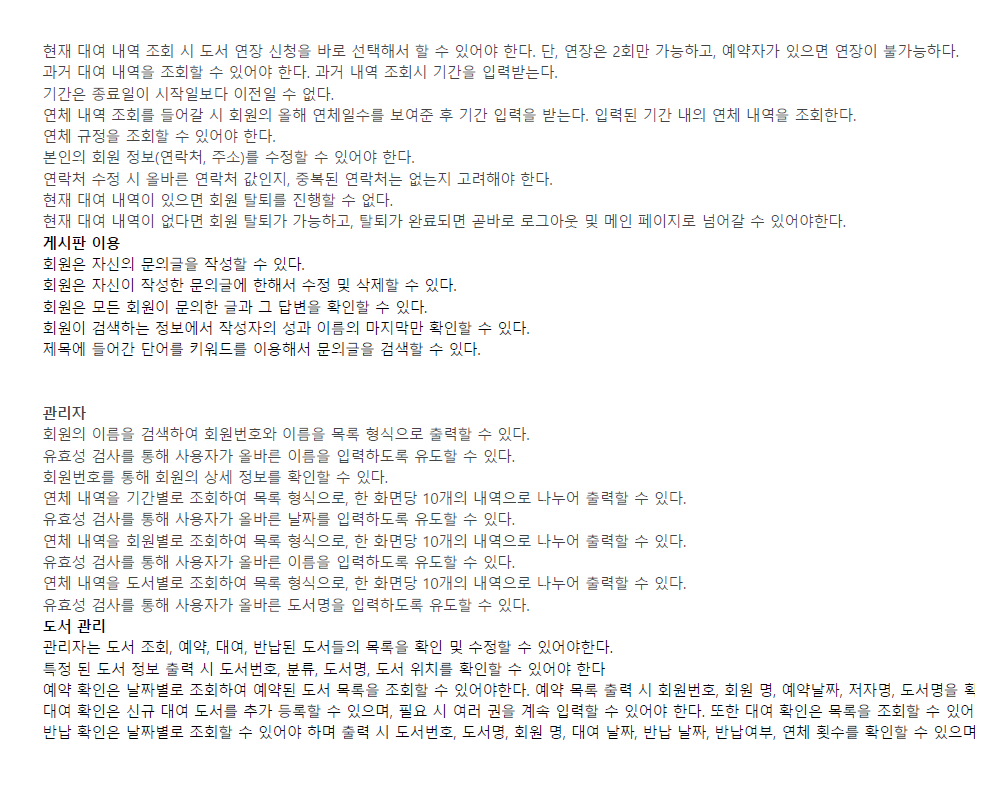 현재 대여 내역 조회 시 도서 연장 신청을 바로 선택해서 할 수 있어야 한다. 단, 연장은 2회만 가능하고, 예약자가 있으면 연장이 불가능하다.
과거 대여 내역을 조회할 수 있어야 한다. 과거 내역 조회시 기간을 입력받는다.
기간은 종료일이 시작일보다 이전일 수 없다.
연체 내역 조회를 들어갈 시 회원의 올해 연체일수를 보여준 후 기간 입력을 받는다. 입력된 기간 내의 연체 내역을 조회한다.
연체 규정을 조회할 수 있어야 한다.
본인의 회원 정보(연락처, 주소)를 수정할 수 있어야 한다.
연락처 수정 시 올바른 연락처 값인지, 중복된 연락처는 없는지 고려해야 한다.
현재 대여 내역이 있으면 회원 탈퇴를 진행할 수 없다.
현재 대여 내역이 없다면 회원 탈퇴가 가능하고, 탈퇴가 완료되면 곧바로 로그아웃 및 메인 페이지로 넘어갈 수 있어야한다.
게시판 이용
회원은 자신의 문의글을 작성할 수 있다.
회원은 자신이 작성한 문의글에 한해서 수정 및 삭제할 수 있다.
회원은 모든 회원이 문의한 글과 그 답변을 확인할 수 있다.
회원이 검색하는 정보에서 작성자의 성과 이름의 마지막만 확인할 수 있다.
제목에 들어간 단어를 키워드를 이용해서 문의글을 검색할 수 있다.
관리자
회원의 이름을 검색하여 회원번호와 이름을 목록 형식으로 출력할 수 있다.
유효성 검사를 통해 사용자가 올바른 이름을 입력하도록 유도할 수 있다.
회원번호를 통해 회원의 상세 정보를 확인할 수 있다.
연체 내역을 기간별로 조회하여 목록 형식으로, 한 화면당 10개의 내역으로 나누어 출력할 수 있다.
유효성 검사를 통해 사용자가 올바른 날짜를 입력하도록 유도할 수 있다.
연체 내역을 회원별로 조회하여 목록 형식으로, 한 화면당 10개의 내역으로 나누어 출력할 수 있다.
유효성 검사를 통해 사용자가 올바른 이름을 입력하도록 유도할 수 있다.
연체 내역을 도서별로 조회하여 목록 형식으로, 한 화면당 10개의 내역으로 나누어 출력할 수 있다.
유효성 검사를 통해 사용자가 올바른 도서명을 입력하도록 유도할 수 있다.
도서 관리
관리자는 도서 조회, 예약, 대여, 반납된 도서들의 목록을 확인 및 수정할 수 있어야한다.
특정 된 도서 정보 출력 시 도서번호, 분류, 도서명, 도서 위치를 확인할 수 있어야 한다
예약 확인은 날짜별로 조회하여 예약된 도서 목록을 조회할 수 있어야한다. 예약 목록 출력 시 회원번호, 회원 명, 예약날짜, 저자명, 도서명을
대여 확인은 신규 대여 도서를 추가 등록할 수 있으며, 필요 시 여러 권을 계속 입력할 수 있어야 한다. 또한 대여 확인은 목록을 조회할 수 있어
반납 확인은 날짜별로 조회할 수 있어야 하며 출력 시 도서번호, 도서명, 회원 명, 대여 날짜, 반납 날짜, 반납여부, 연체 횟수를 확인할 수 있으며